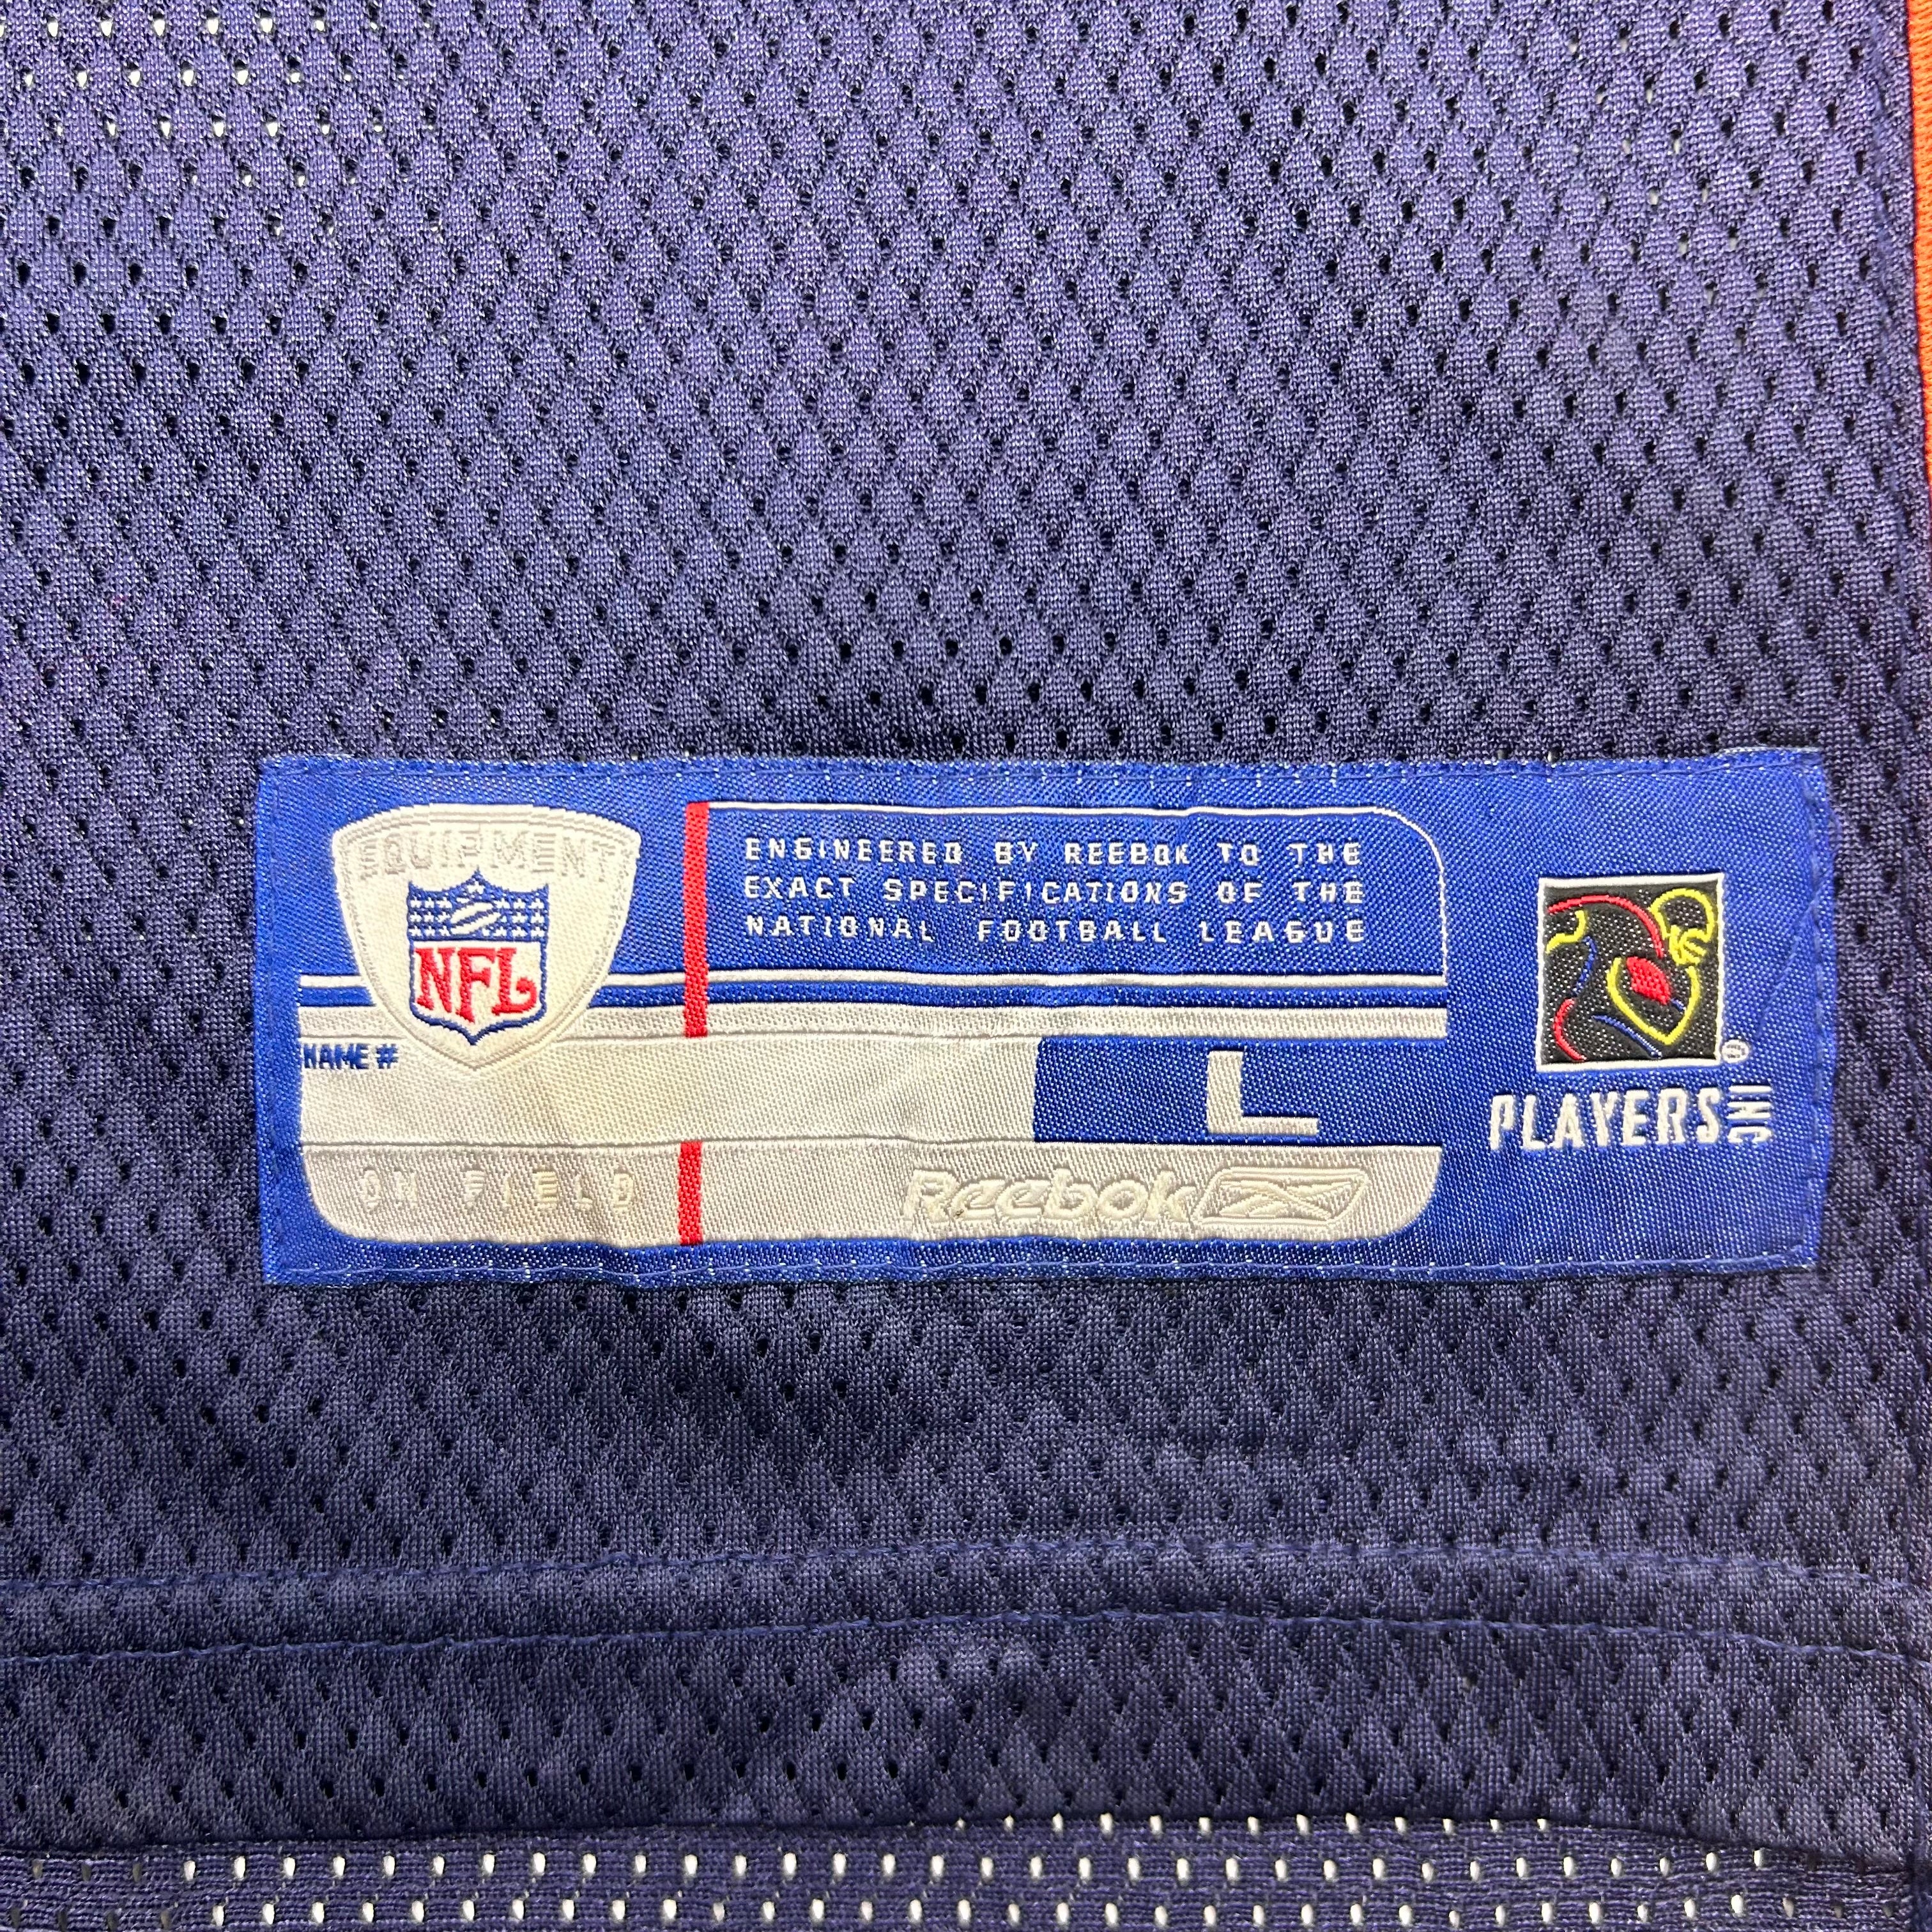 EQUIPMENT
NFL
ENGINEERED BY REEBOK TO THE
EXACT SPECIFICATIONS OF THE
NATIONAL FOOTBALL LEAGUE
NAME #
L
ON FIELD
Reebok
®
PLAYERS INC